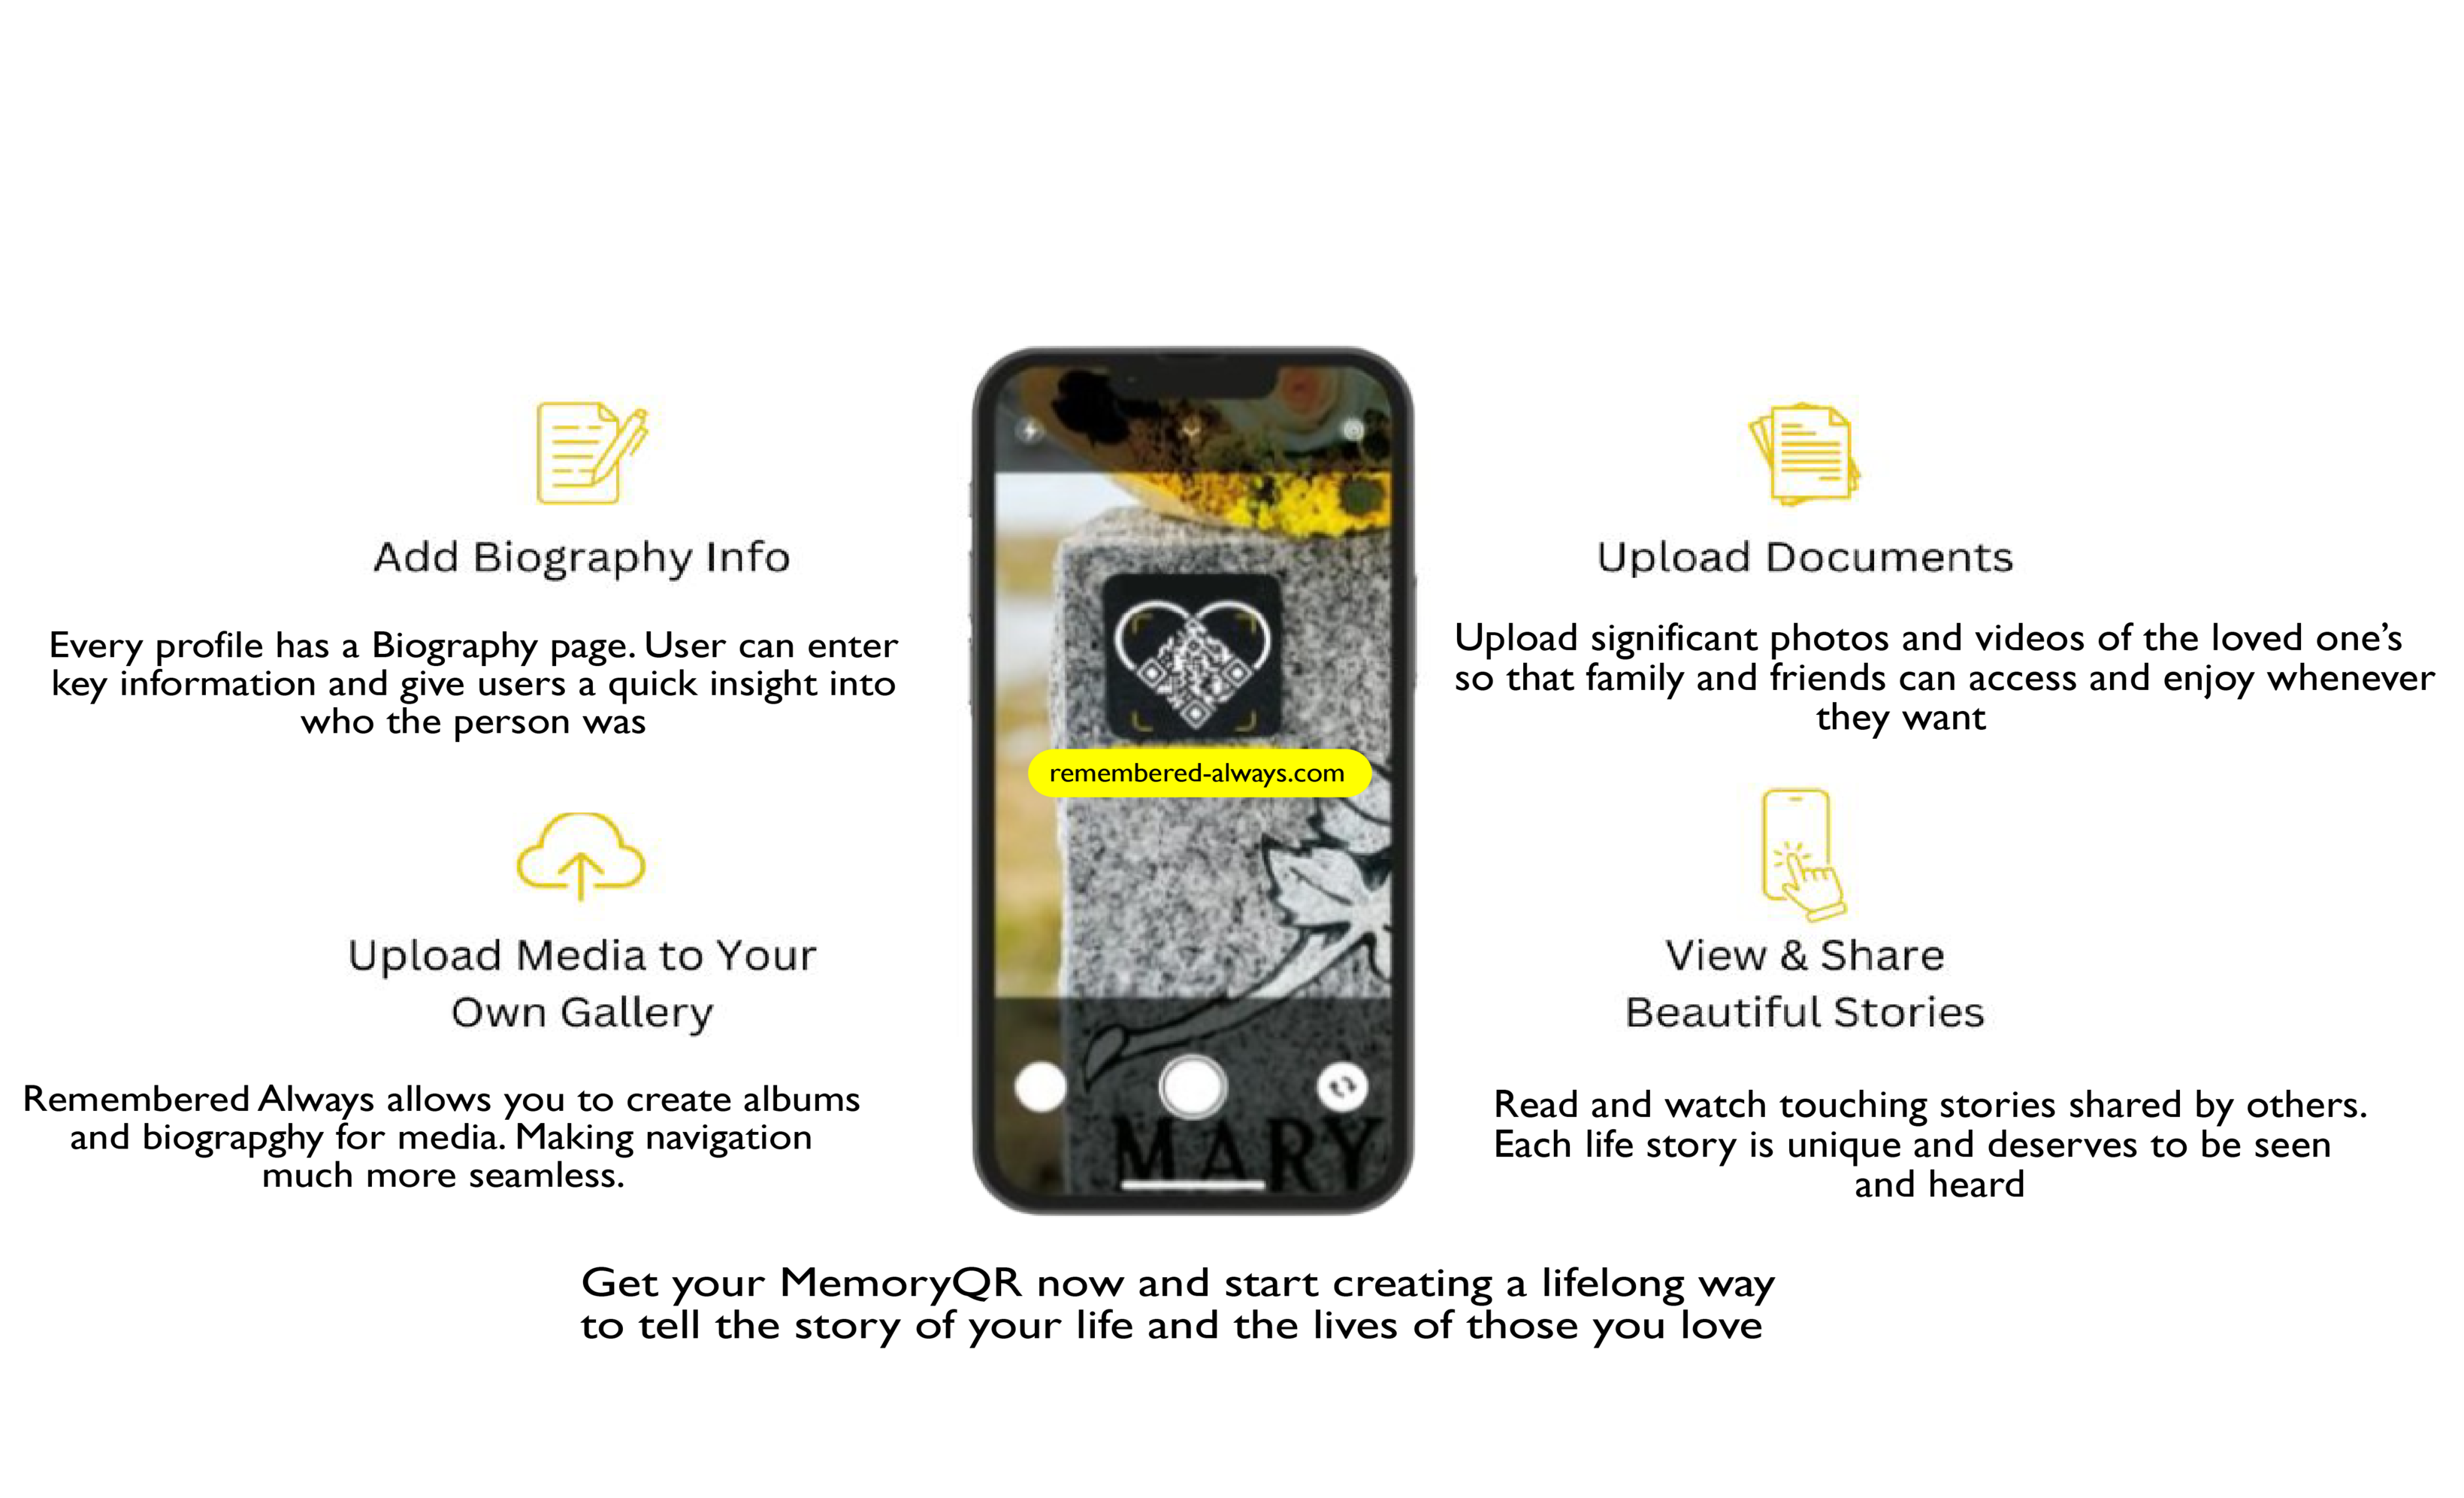 Add Biography Info
Every profile has a Biography page. User can enter
key information and give users a quick insight into
who the person was
Upload Media to Your
Own Gallery
Remembered Always allows you to create albums
and biograpghy for media. Making navigation
much more seamless.
remembered-always.com
MARY
Upload Documents
Upload significant photos and videos of the loved one’s
so that family and friends can access and enjoy whenever
they want
View & Share
Beautiful Stories
Read and watch touching stories shared by others.
Each life story is unique and deserves to be seen
and heard
Get your MemoryQR now and start creating a lifelong way
to tell the story of your life and the lives of those you love